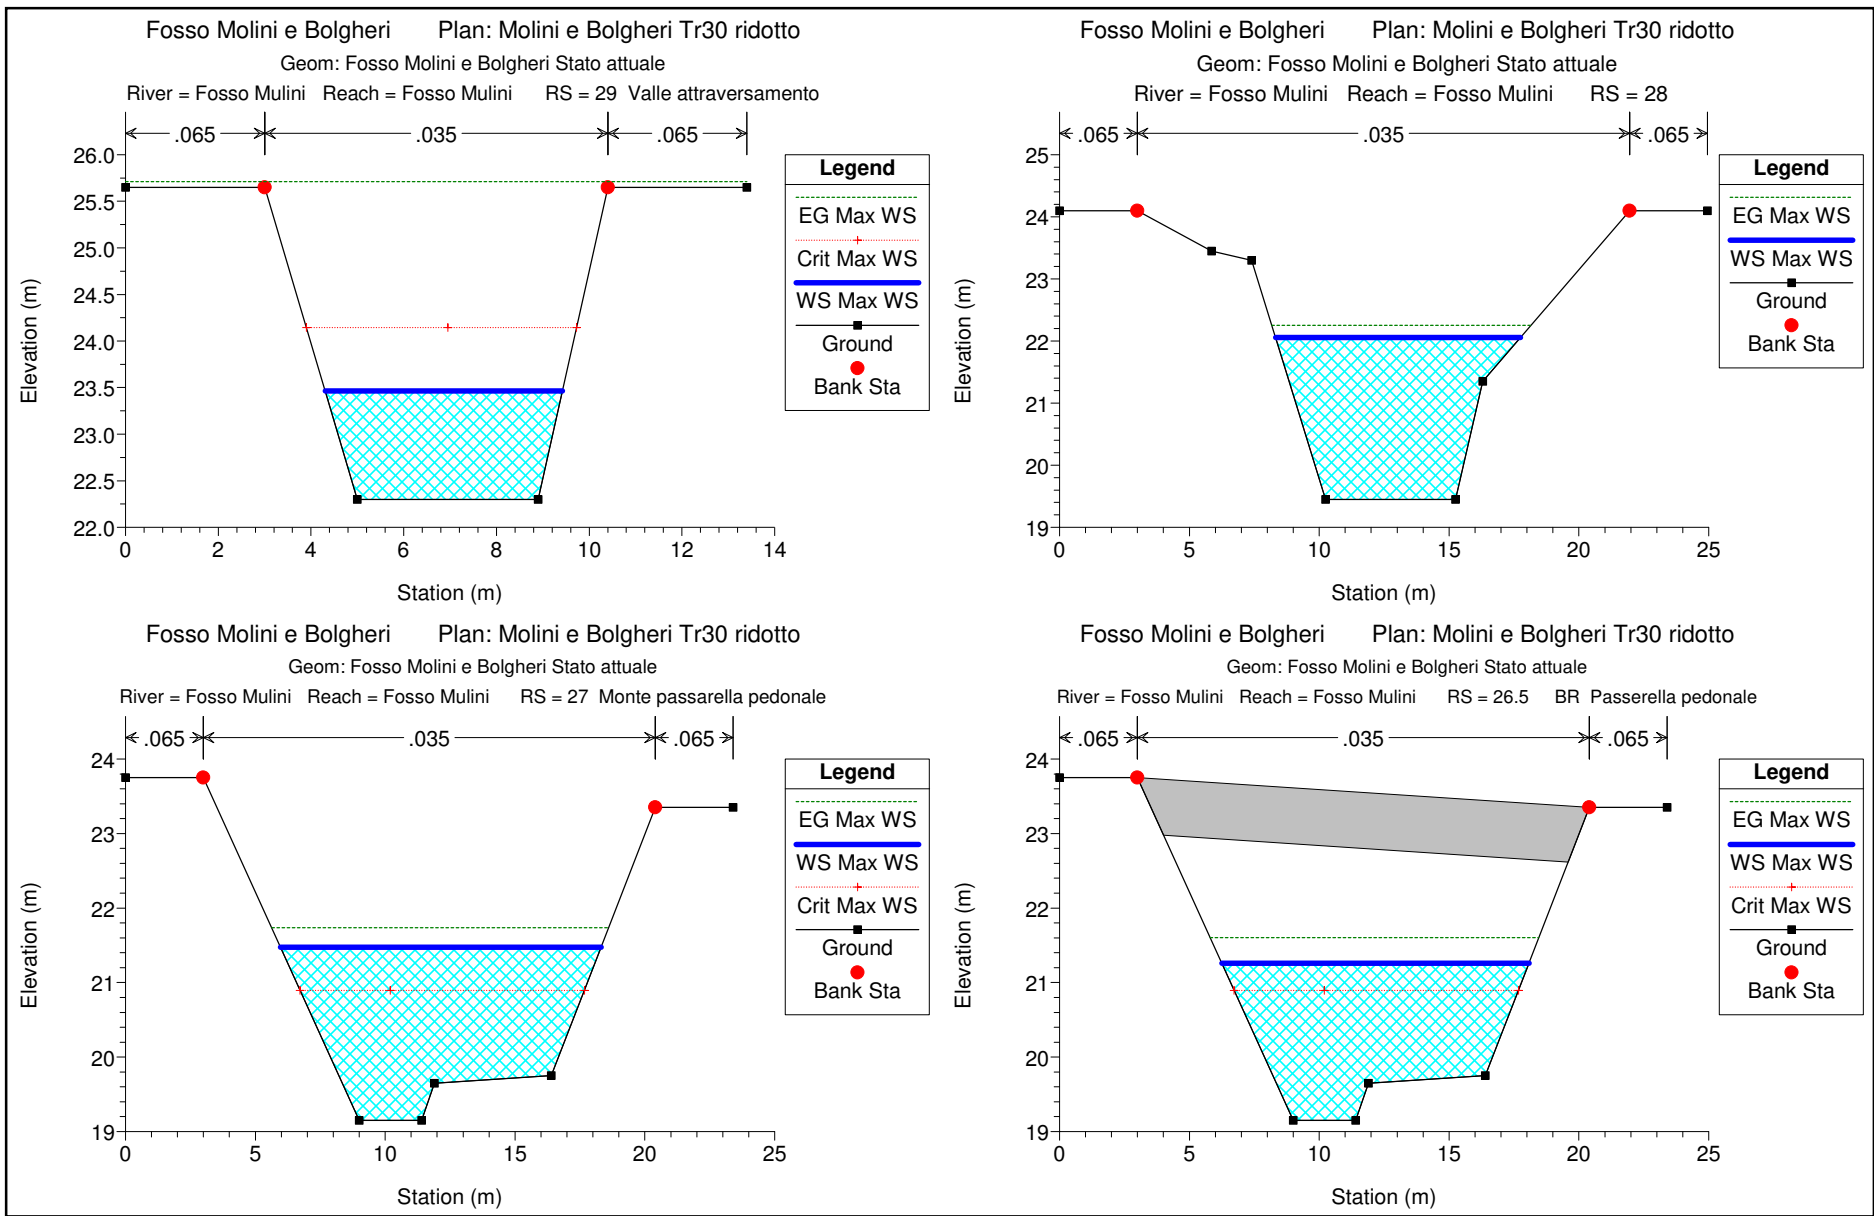 Fosso Molini e Bolgheri Plan: Molini e Bolgheri Tr30 ridotto
Geom: Fosso Molini e Bolgheri Stato attuale
River = Fosso Mulini Reach = Fosso Mulini RS = 29 Valle attraversamento
.065 .035 .065
26.0
25.5
25.0
24.5
24.0
23.5
23.0
22.5
22.0
Elevation (m)
0 2 4 6 8 10 12 14
Station (m)
Legend
EG Max WS
Crit Max WS
WS Max WS
Ground
Bank Sta
Fosso Molini e Bolgheri Plan: Molini e Bolgheri Tr30 ridotto
Geom: Fosso Molini e Bolgheri Stato attuale
River = Fosso Mulini Reach = Fosso Mulini RS = 28
.065 .035 .065
25
24
23
22
21
20
19
Elevation (m)
0 5 10 15 20 25
Station (m)
Legend
EG Max WS
WS Max WS
Ground
Bank Sta
Fosso Molini e Bolgheri Plan: Molini e Bolgheri Tr30 ridotto
Geom: Fosso Molini e Bolgheri Stato attuale
River = Fosso Mulini Reach = Fosso Mulini RS = 27 Monte passarella pedonale
.065 .035 .065
24
23
22
21
20
19
Elevation (m)
0 5 10 15 20 25
Station (m)
Legend
EG Max WS
WS Max WS
Crit Max WS
Ground
Bank Sta
Fosso Molini e Bolgheri Plan: Molini e Bolgheri Tr30 ridotto
Geom: Fosso Molini e Bolgheri Stato attuale
River = Fosso Mulini Reach = Fosso Mulini RS = 26.5 BR Passerella pedonale
.065 .035 .065
24
23
22
21
20
19
Elevation (m)
0 5 10 15 20 25
Station (m)
Legend
EG Max WS
WS Max WS
Crit Max WS
Ground
Bank Sta